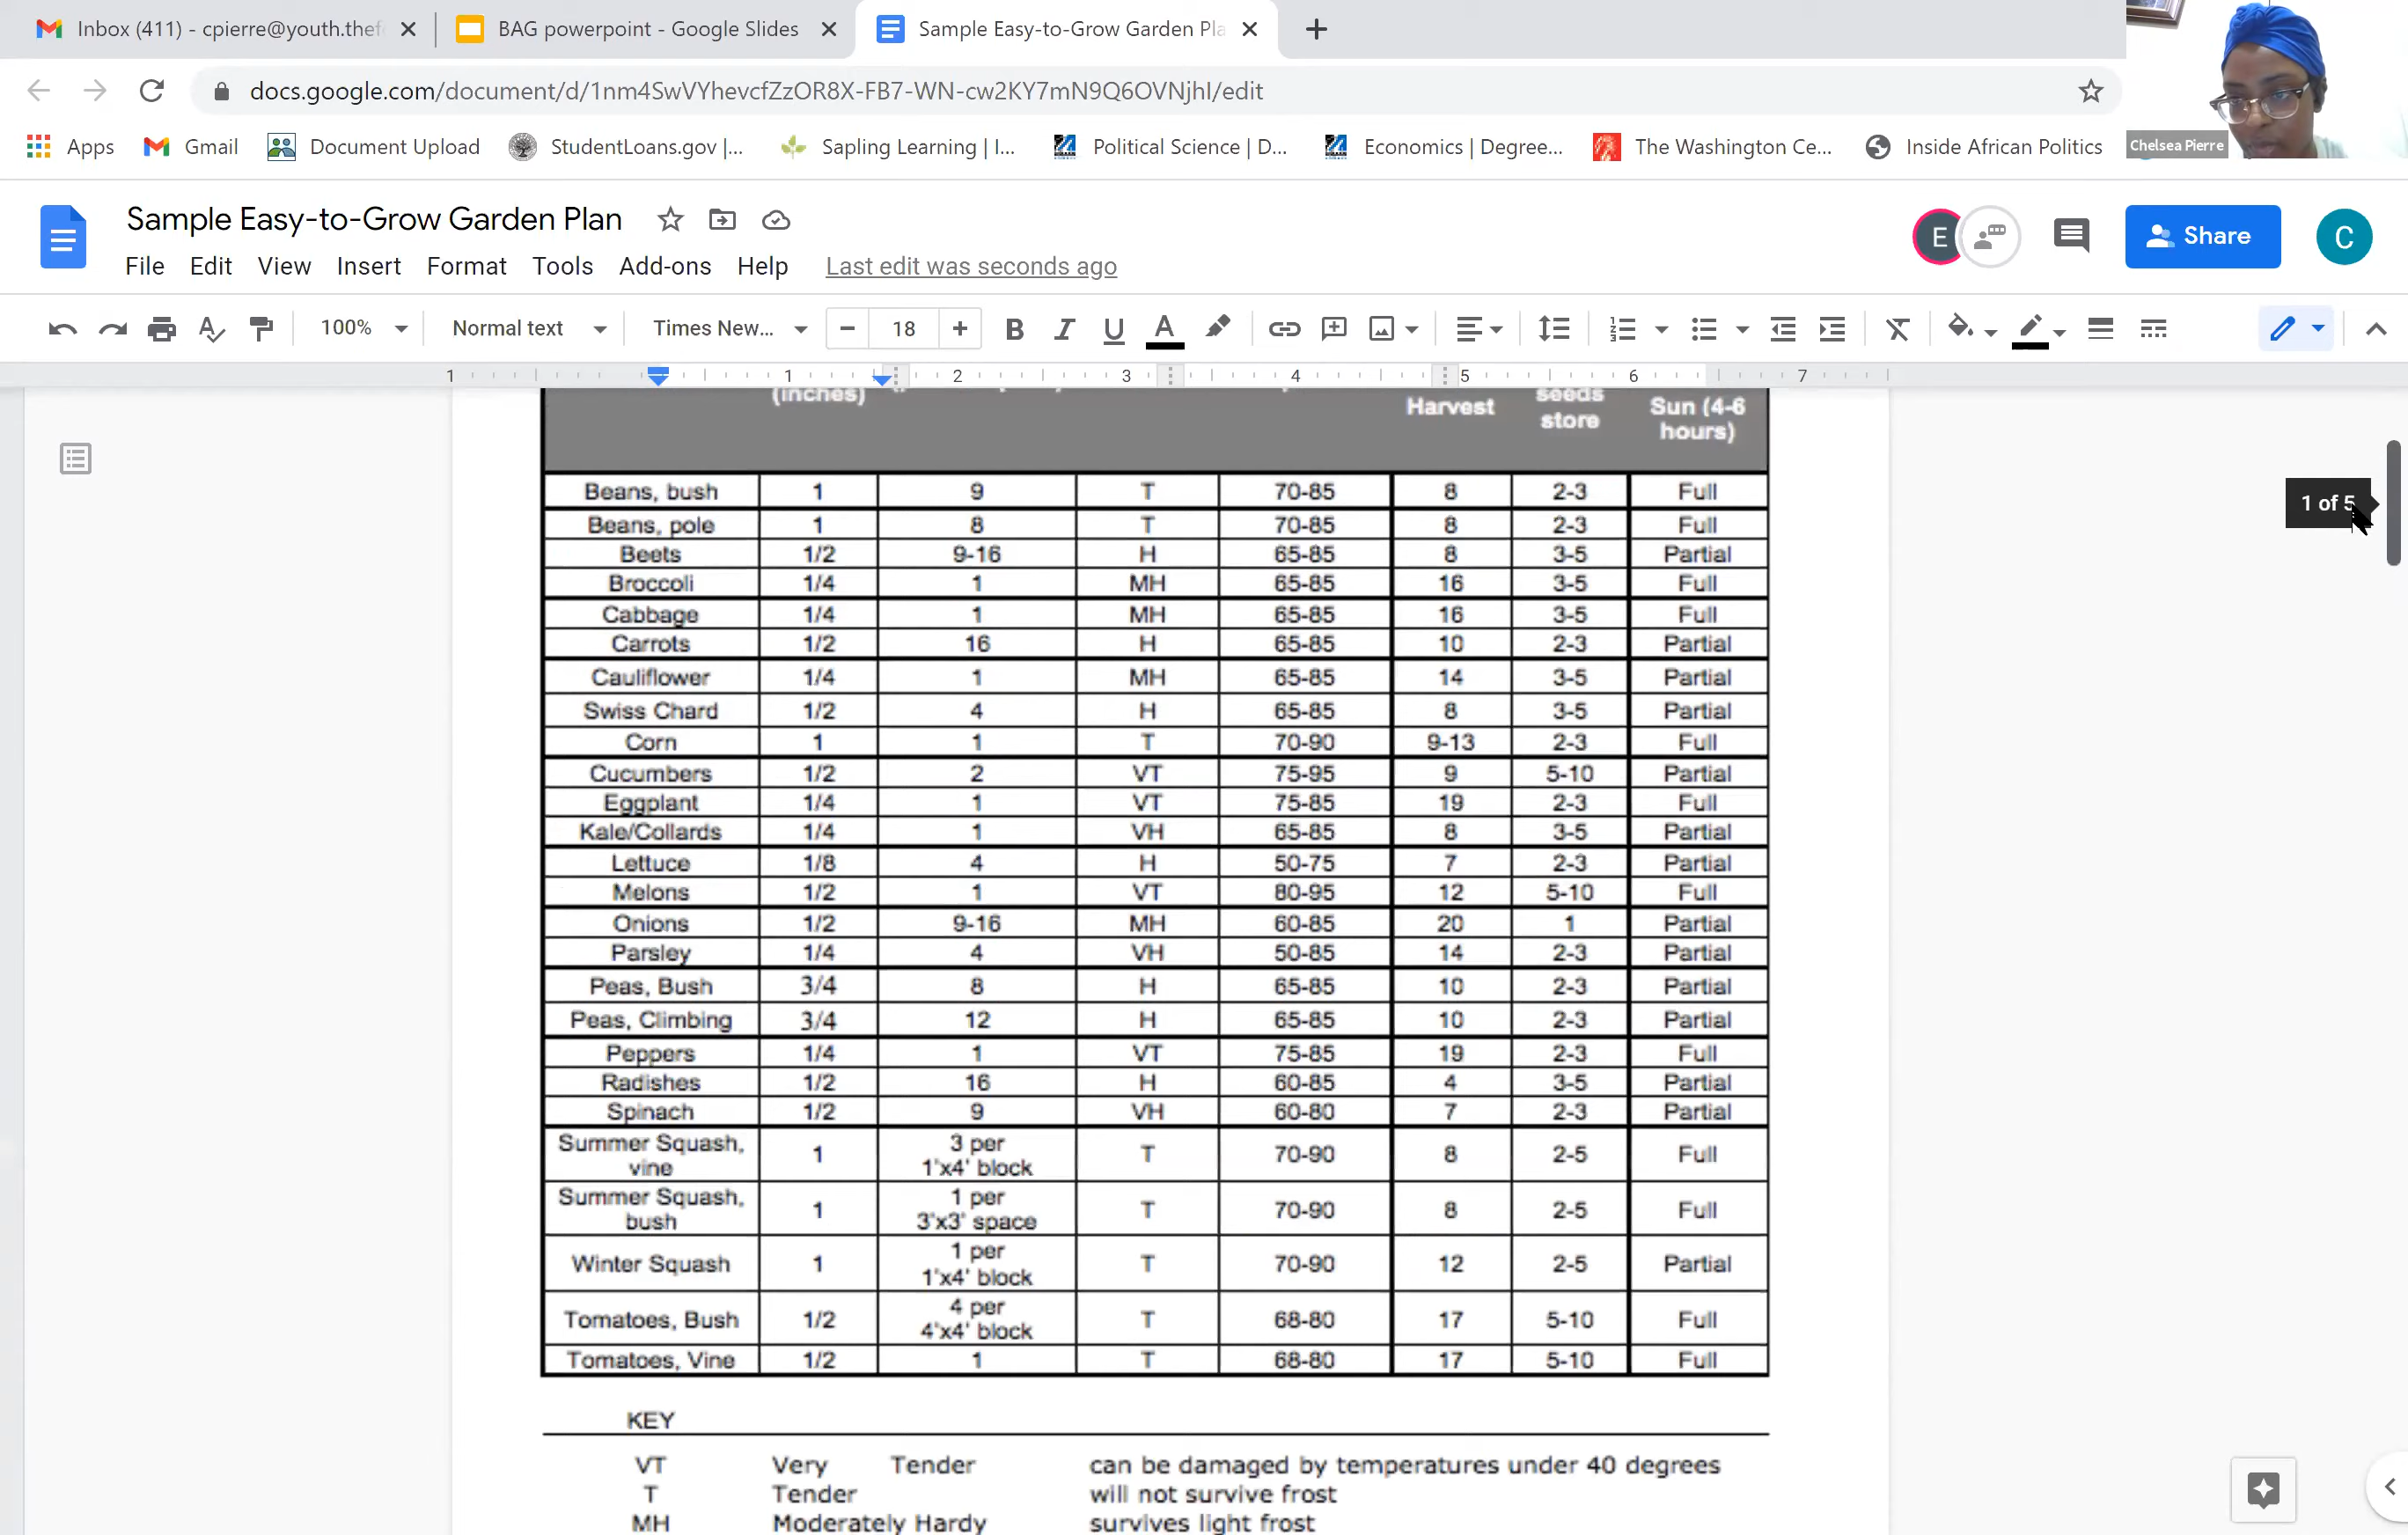 Inbox (411) - cpierre@youth.thef
BAG powerpoint - Google Slides
Sample Easy-to-Grow Garden Pla
docs.google.com/document/d/1nm4SwVYhevcfZzOR8X-FB7-WN-cw2KY7mN9Q6OVNjhI/edit
Apps Gmail Document Upload StudentLoans.gov |... Sapling Learning | I... Political Science | D... Economics | Degree... The Washington Ce... Inside African Politics
Chelsea Pierre
Sample Easy-to-Grow Garden Plan
File Edit View Insert Format Tools Add-ons Help Last edit was seconds ago
E Share C
100% Normal text Times New... 18 B I U A
1 1 2 3 4 5 6 7
(inches) Harvest seeds store Sun (4-6 hours)
1 of 5
Beans, bush 1 9 T 70-85 8 2-3 Full
Beans, pole 1 8 T 70-85 8 2-3 Full
Beets 1/2 9-16 H 65-85 8 3-5 Partial
Broccoli 1/4 1 MH 65-85 16 3-5 Full
Cabbage 1/4 1 MH 65-85 16 3-5 Full
Carrots 1/2 16 H 65-85 10 2-3 Partial
Cauliflower 1/4 1 MH 65-85 14 3-5 Partial
Swiss Chard 1/2 4 H 65-85 8 3-5 Partial
Corn 1 1 T 70-90 9-13 2-3 Full
Cucumbers 1/2 2 VT 75-95 9 5-10 Partial
Eggplant 1/4 1 VT 75-85 19 2-3 Full
Kale/Collards 1/4 1 VH 65-85 8 3-5 Partial
Lettuce 1/8 4 H 50-75 7 2-3 Partial
Melons 1/2 1 VT 80-95 12 5-10 Full
Onions 1/2 9-16 MH 60-85 20 1 Partial
Parsley 1/4 4 VH 50-85 14 2-3 Partial
Peas, Bush 3/4 8 H 65-85 10 2-3 Partial
Peas, Climbing 3/4 12 H 65-85 10 2-3 Partial
Peppers 1/4 1 VT 75-85 19 2-3 Full
Radishes 1/2 16 H 60-85 4 3-5 Partial
Spinach 1/2 9 VH 60-80 7 2-3 Partial
Summer Squash, vine 1 3 per 1'x4' block T 70-90 8 2-5 Full
Summer Squash, bush 1 1 per 3'x3' space T 70-90 8 2-5 Full
Winter Squash 1 1 per 1'x4' block T 70-90 12 2-5 Partial
Tomatoes, Bush 1/2 4 per 4'x4' block T 68-80 17 5-10 Full
Tomatoes, Vine 1/2 1 T 68-80 17 5-10 Full
KEY
VT Very Tender can be damaged by temperatures under 40 degrees
T Tender will not survive frost
MH Moderately Hardy survives light frost